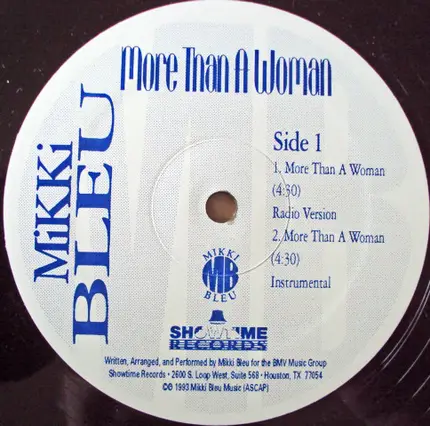 More Than A Woman
MiKKi
BLEU
Side 1
1. More Than A Woman
(4:30)
Radio Version
2. More Than A Woman
(4:30)
Instrumental
MIKKI
MB
BLEU
SHOWTIME
RECORDS
Written, Arranged, and Performed by Mikki Bleu for the BMV Music Group
Showtime Records • 2600 S. Loop West, Suite 568 • Houston, TX 77054
©℗ 1993 Mikki Bleu Music (ASCAP)